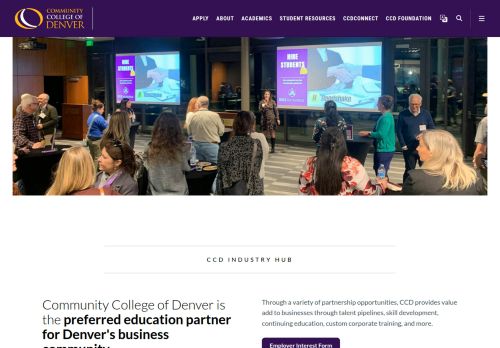 COMMUNITY
COLLEGE OF
DENVER
APPLY ABOUT ACADEMICS STUDENT RESOURCES CCDCONNECT CCD FOUNDATION
HIRE
STUDENTS
HIRE
STUDENTS
Handshake
CCD INDUSTRY HUB
Community College of Denver is
the preferred education partner
for Denver's business
community
Through a variety of partnership opportunities, CCD provides value
add to businesses through talent pipelines, skill development,
continuing education, custom corporate training, and more.
Employer Interest Form